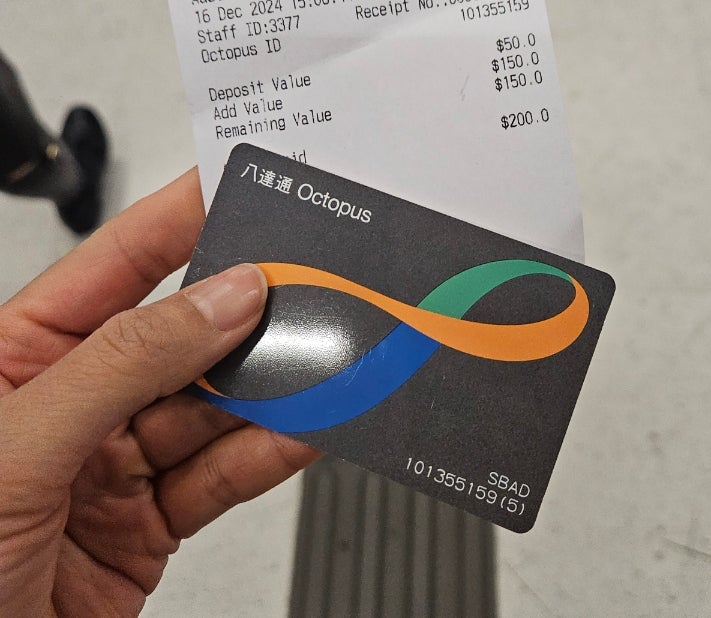 16 Dec 2024
Receipt No.:
Staff ID:3377
Octopus ID 101355159
Deposit Value $50.0
Add Value $150.0
Remaining Value $150.0
$200.0
八達通 Octopus
SBAD
101355159(5)